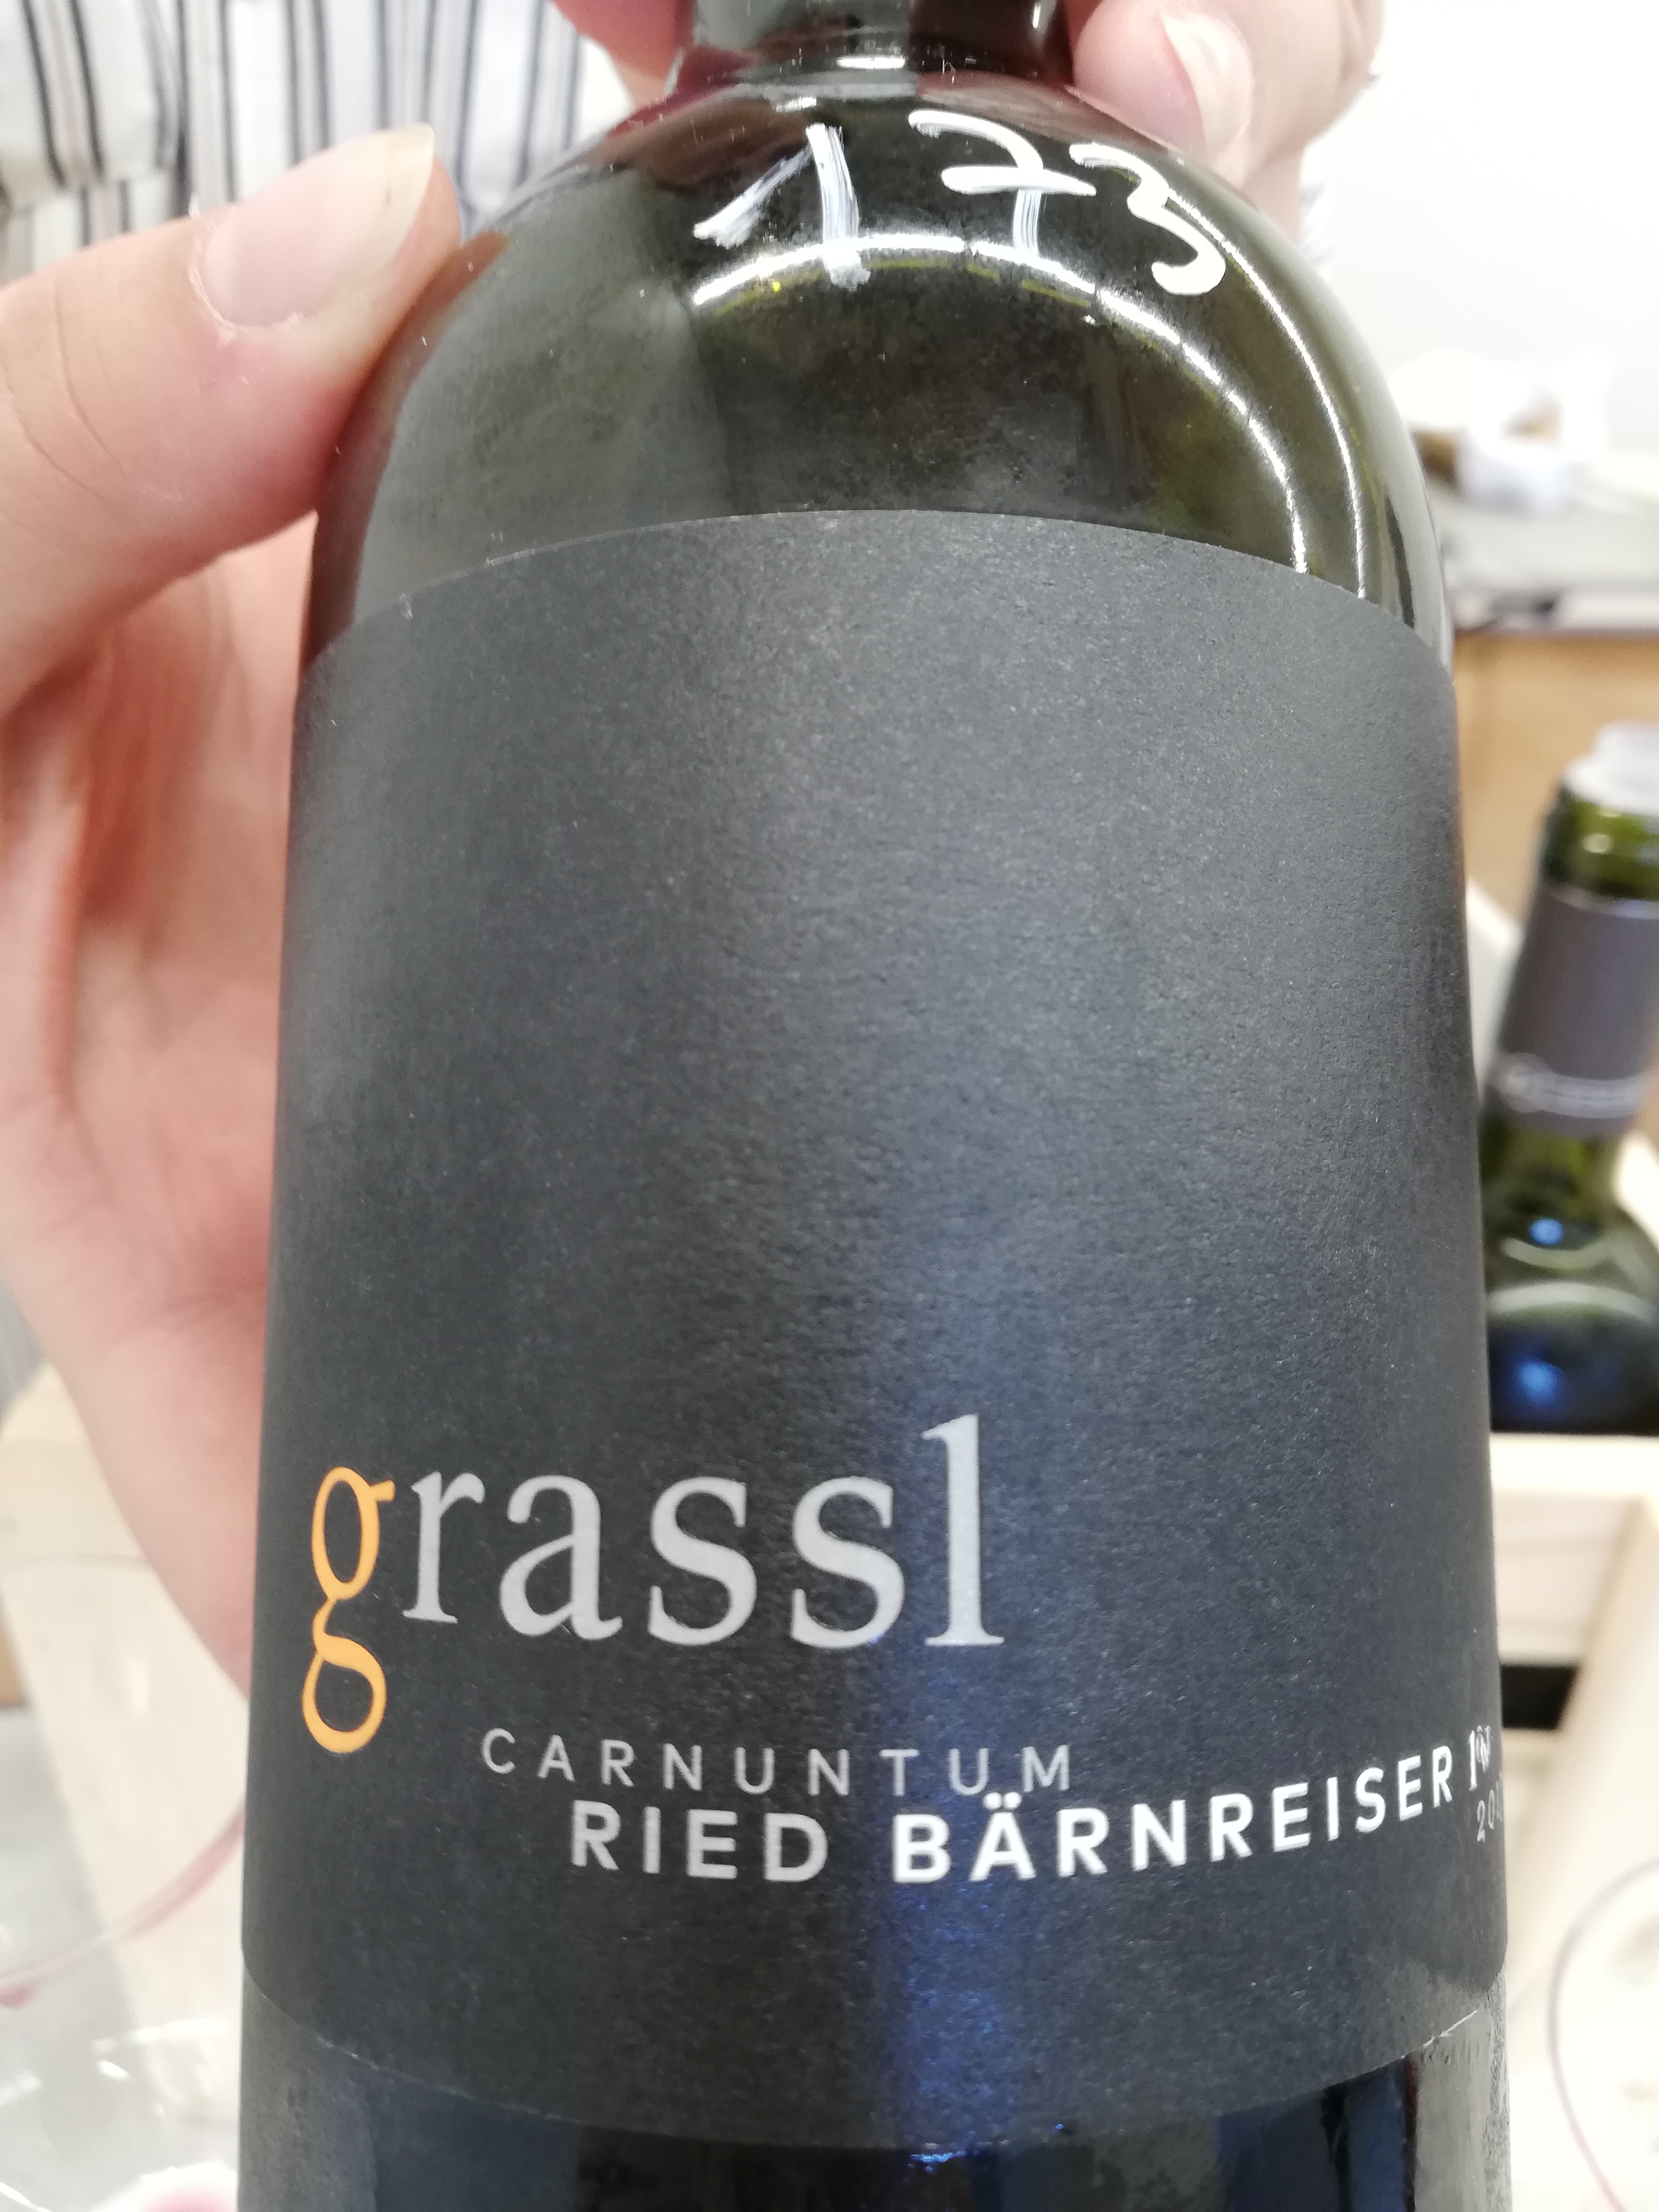 173
grassl
CARNUNTUM
RIED BÄRNREISER